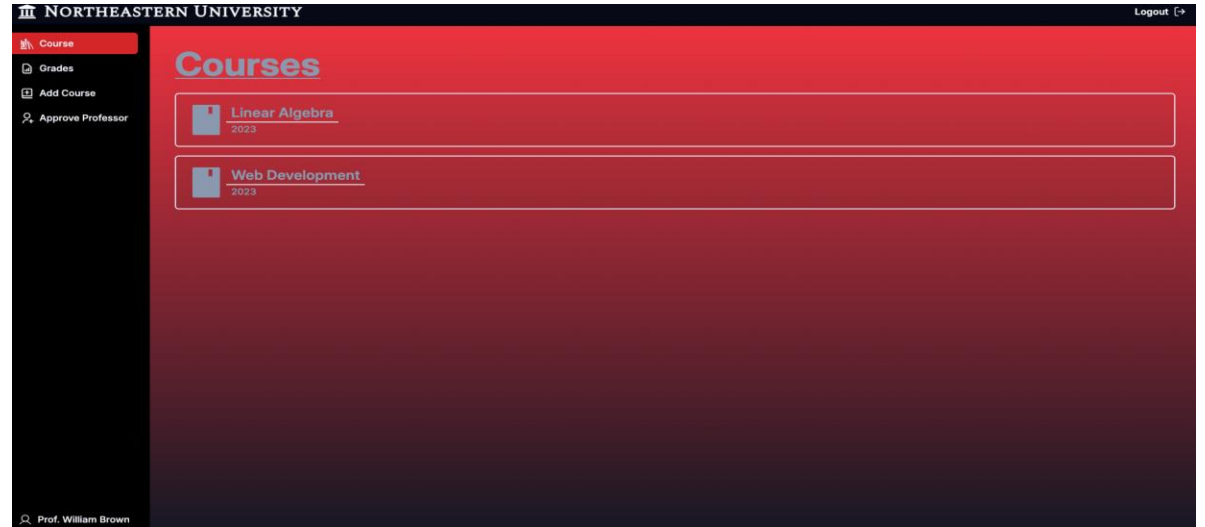 NORTHEASTERN UNIVERSITY
Logout
Course
Grades
Add Course
Approve Professor
Courses
Linear Algebra
2023
Web Development
2023
Prof. William Brown